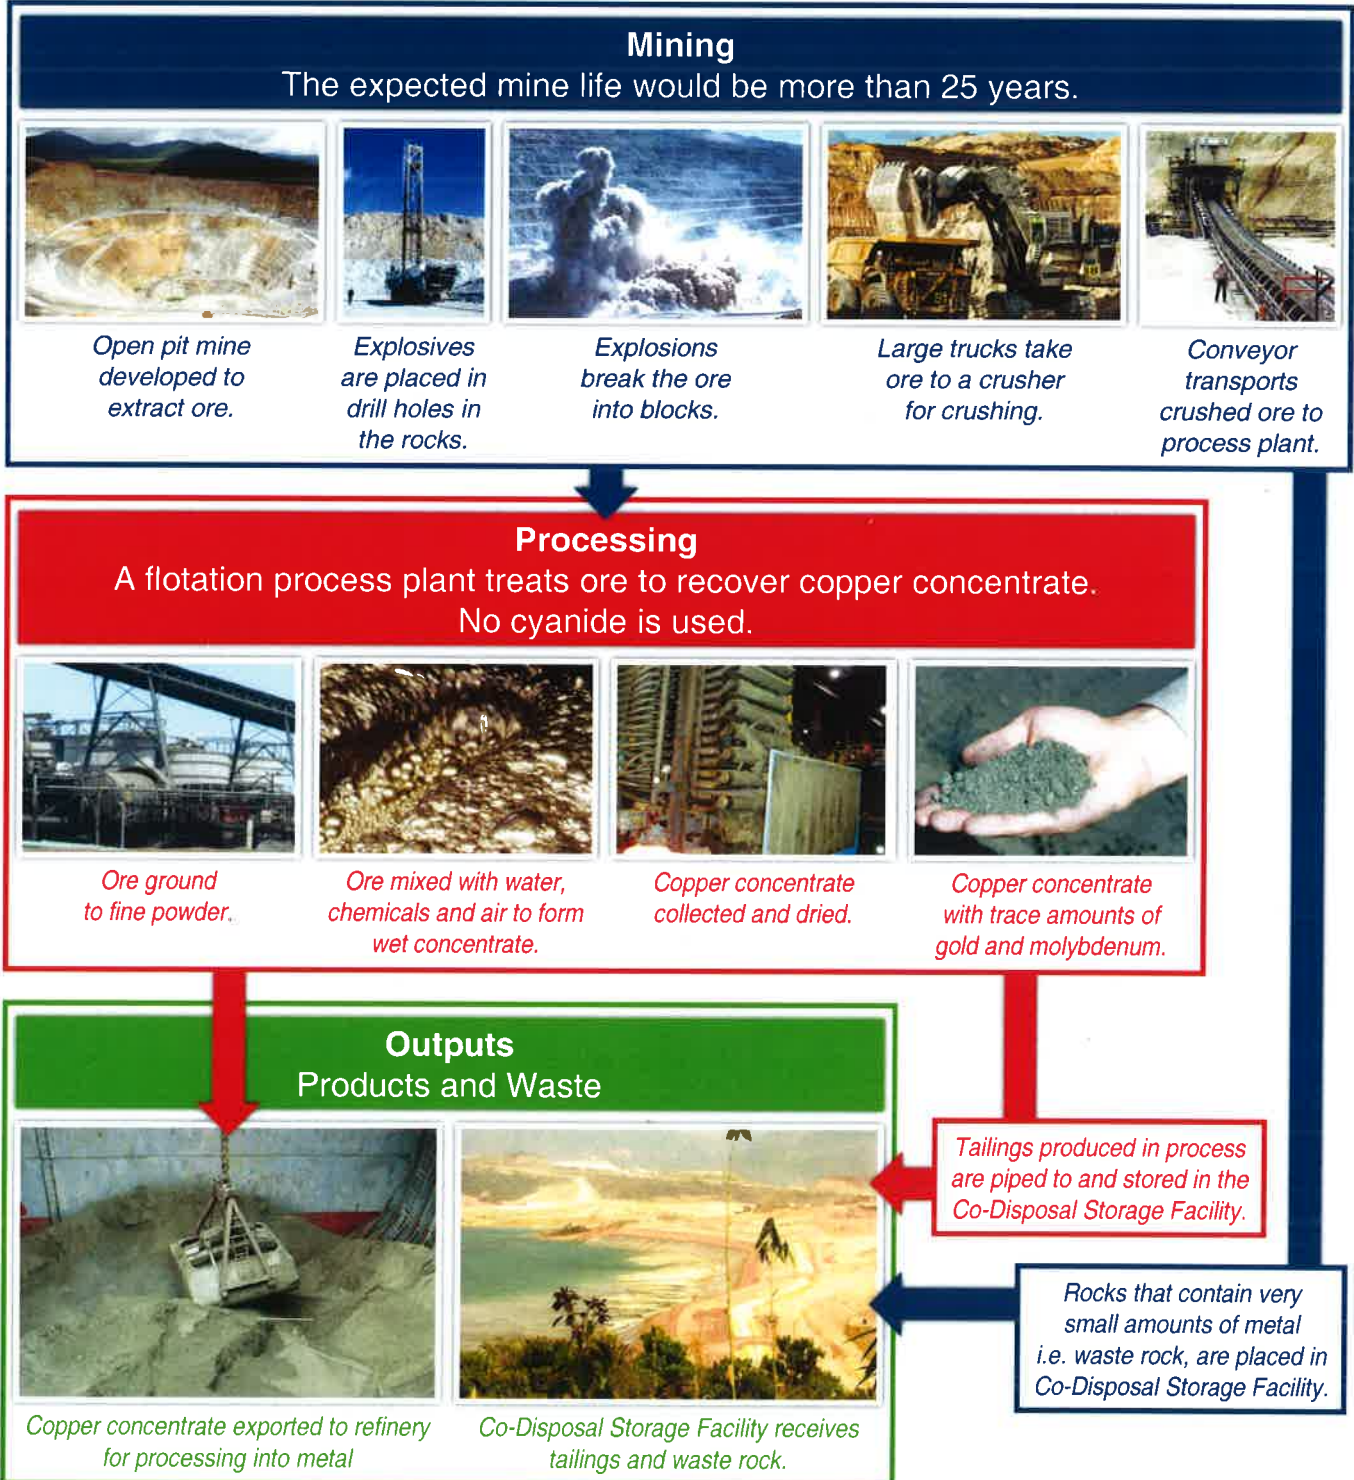 Mining
The expected mine life would be more than 25 years.
Open pit mine
developed to
extract ore.
Explosives
are placed in
drill holes in
the rocks.
Explosions
break the ore
into blocks.
Large trucks take
ore to a crusher
for crushing.
Conveyor
transports
crushed ore to
process plant.
Processing
A flotation process plant treats ore to recover copper concentrate.
No cyanide is used.
Ore ground
to fine powder.
Ore mixed with water,
chemicals and air to form
wet concentrate.
Copper concentrate
collected and dried.
Copper concentrate
with trace amounts of
gold and molybdenum.
Outputs
Products and Waste
Tailings produced in process
are piped to and stored in the
Co-Disposal Storage Facility.
Rocks that contain very
small amounts of metal
i.e. waste rock, are placed in
Co-Disposal Storage Facility.
Copper concentrate exported to refinery
for processing into metal
Co-Disposal Storage Facility receives
tailings and waste rock.